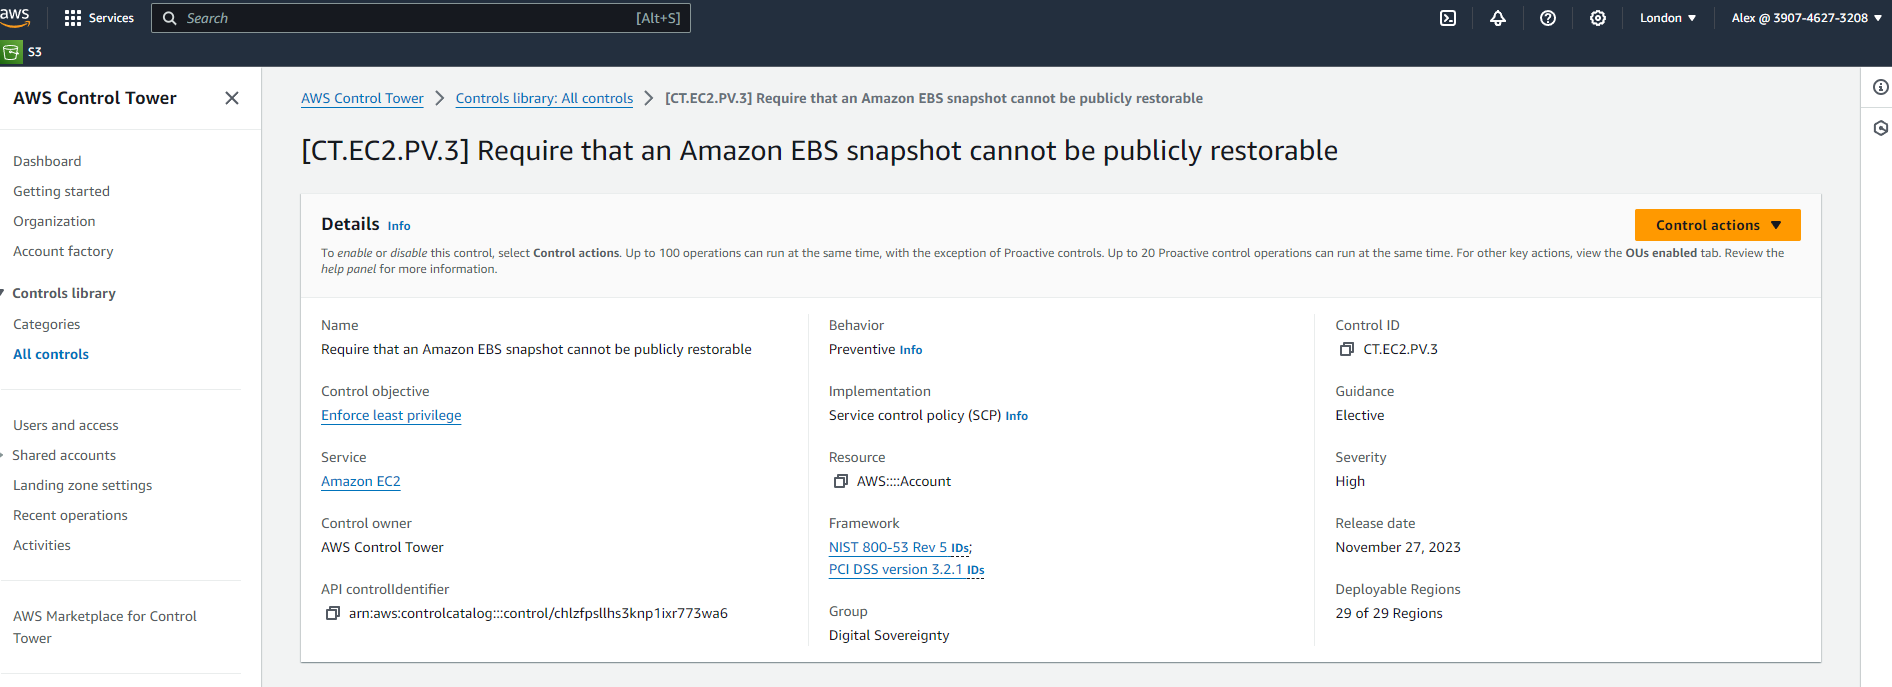 aws
Services
Search
[Alt+S]
London
Alex @ 3907-4627-3208
S3
AWS Control Tower
Dashboard
Getting started
Organization
Account factory
Controls library
Categories
All controls
Users and access
Shared accounts
Landing zone settings
Recent operations
Activities
AWS Marketplace for Control
Tower
AWS Control Tower
Controls library: All controls
[CT.EC2.PV.3] Require that an Amazon EBS snapshot cannot be publicly restorable
[CT.EC2.PV.3] Require that an Amazon EBS snapshot cannot be publicly restorable
Details Info
Control actions
To enable or disable this control, select Control actions. Up to 100 operations can run at the same time, with the exception of Proactive controls. Up to 20 Proactive control operations can run at the same time. For other key actions, view the OUs enabled tab. Review the
help panel for more information.
Name
Require that an Amazon EBS snapshot cannot be publicly restorable
Control objective
Enforce least privilege
Service
Amazon EC2
Control owner
AWS Control Tower
API controlIdentifier
arn:aws:controlcatalog:::control/chlzfpsllhs3knp1ixr773wa6
Behavior
Preventive Info
Implementation
Service control policy (SCP) Info
Resource
AWS::::Account
Framework
NIST 800-53 Rev 5 IDs;
PCI DSS version 3.2.1 IDs
Group
Digital Sovereignty
Control ID
CT.EC2.PV.3
Guidance
Elective
Severity
High
Release date
November 27, 2023
Deployable Regions
29 of 29 Regions